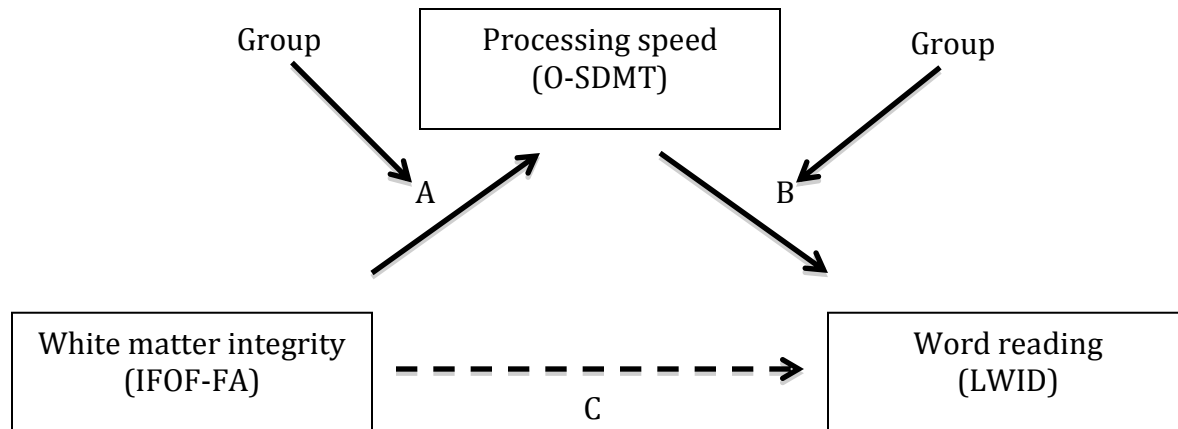 Group
Processing speed
(O-SDMT)
Group
A
B
White matter integrity
(IFOF-FA)
C
Word reading
(LWID)